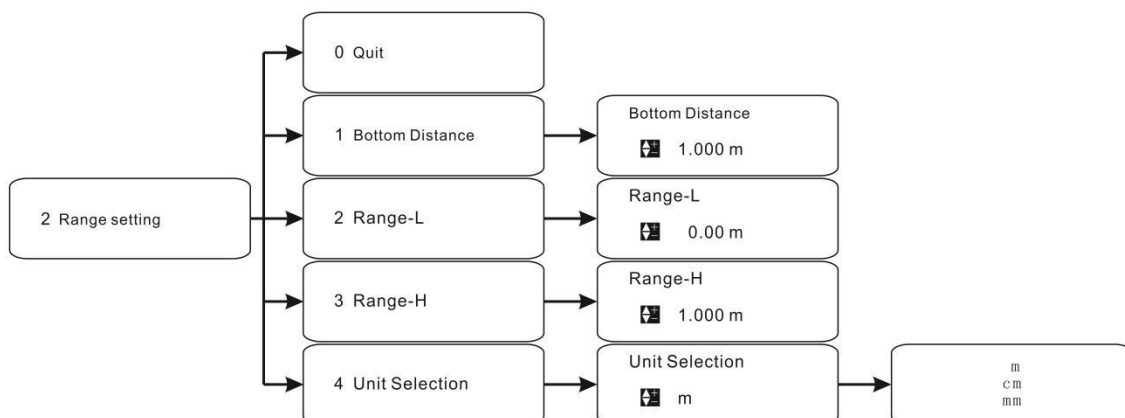 0 Quit
1 Bottom Distance
Bottom Distance
1.000 m
2 Range setting
2 Range-L
Range-L
0.00 m
3 Range-H
Range-H
1.000 m
4 Unit Selection
Unit Selection
m
m
cm
mm